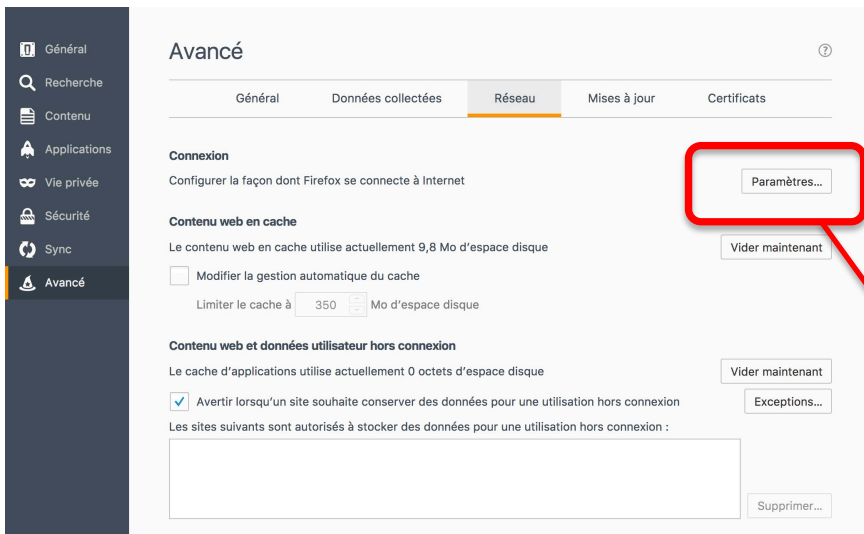 Général
Recherche
Contenu
Applications
Vie privée
Sécurité
Sync
Avancé
Avancé
?
Général Données collectées Réseau Mises à jour Certificats
Connexion
Configurer la façon dont Firefox se connecte à Internet Paramètres...
Contenu web en cache
Le contenu web en cache utilise actuellement 9,8 Mo d'espace disque Vider maintenant
Modifier la gestion automatique du cache
Limiter le cache à 350 Mo d'espace disque
Contenu web et données utilisateur hors connexion
Le cache d'applications utilise actuellement 0 octets d'espace disque Vider maintenant
Avertir lorsqu'un site souhaite conserver des données pour une utilisation hors connexion Exceptions...
Les sites suivants sont autorisés à stocker des données pour une utilisation hors connexion :
Supprimer...